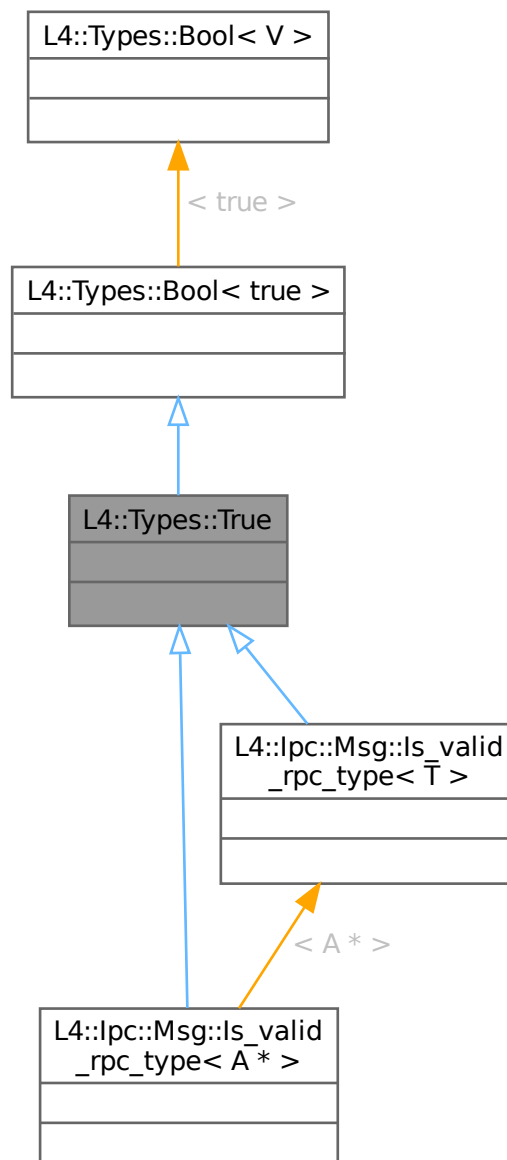 L4::Types::Bool< V >
< true >
L4::Types::Bool< true >
L4::Types::True
L4::Ipc::Msg::Is_valid
_rpc_type< T >
< A * >
L4::Ipc::Msg::Is_valid
_rpc_type< A * >